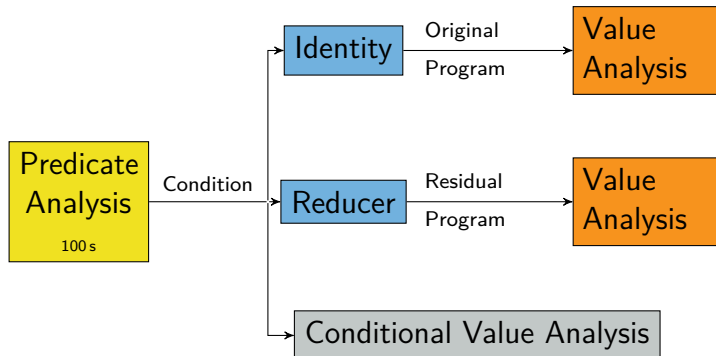 Identity
Original
Program
Value
Analysis
Predicate
Analysis
100 s
Condition
Reducer
Residual
Program
Value
Analysis
Conditional Value Analysis